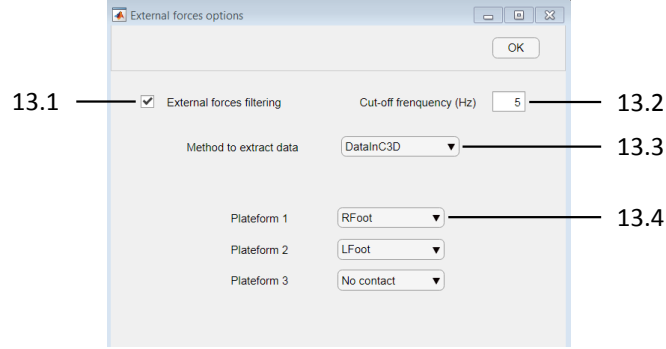 External forces options
OK
13.1 External forces filtering Cut-off frenquency (Hz) 5 13.2
Method to extract data DataInC3D 13.3
Plateform 1 RFoot 13.4
Plateform 2 LFoot
Plateform 3 No contact